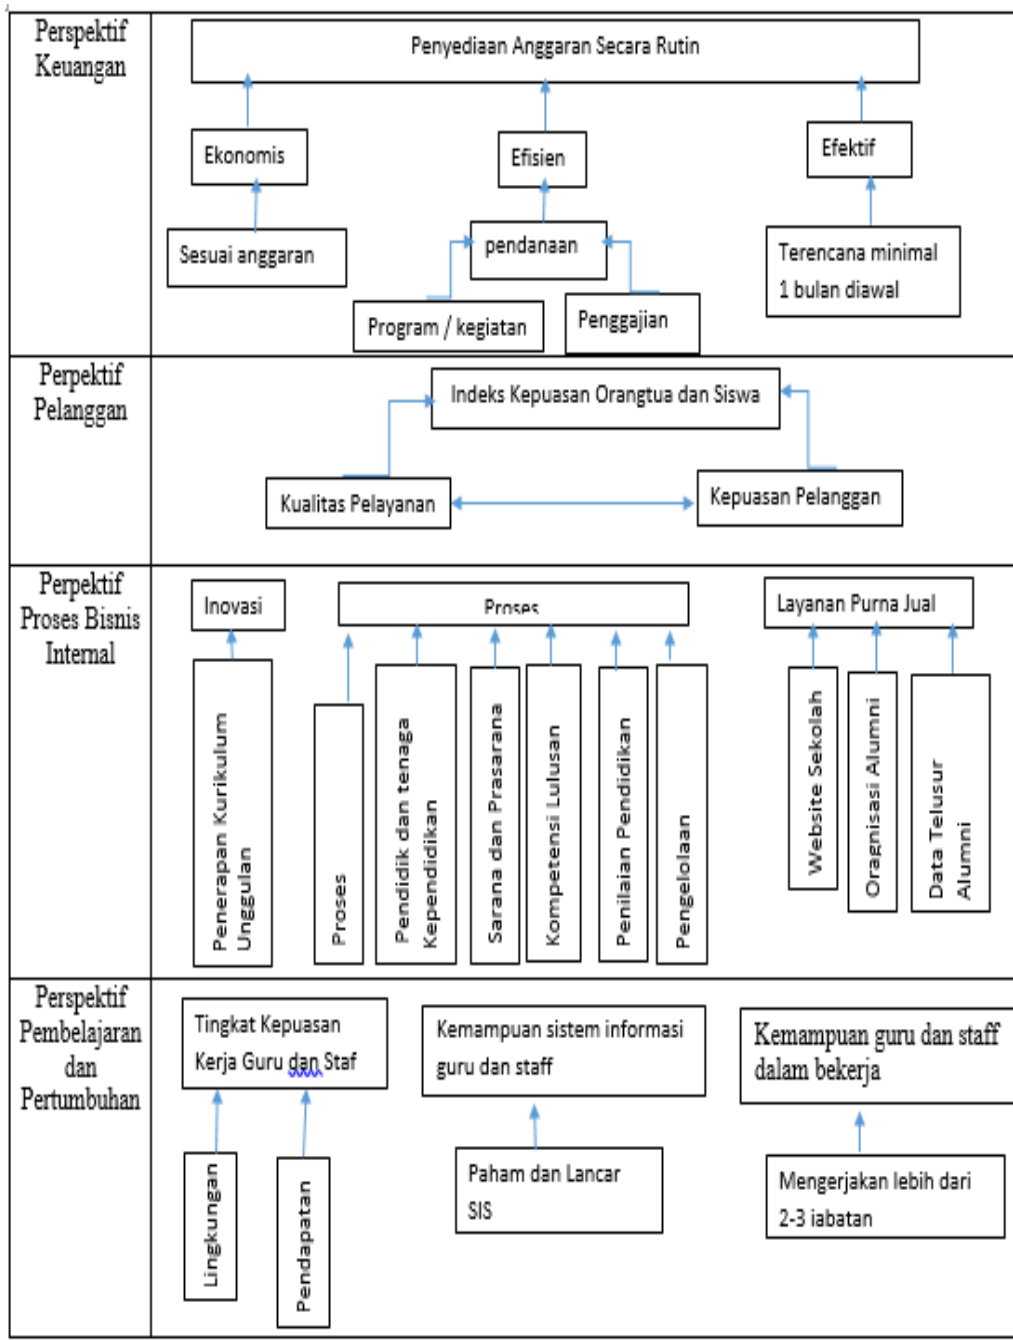 Perspektif
Keuangan
Penyediaan Anggaran Secara Rutin
Ekonomis
Efisien
Efektif
Sesuai anggaran
pendanaan
Terencana minimal
1 bulan diawal
Program / kegiatan
Penggajian
Perpektif
Pelanggan
Indeks Kepuasan Orangtua dan Siswa
Kualitas Pelayanan
Kepuasan Pelanggan
Perpektif
Proses Bisnis
Internal
Inovasi
Proses
Layanan Purna Jual
Penerapan Kurikulum
Unggulan
Proses
Pendidik dan tenaga
Kependidikan
Sarana dan Prasarana
Kompetensi Lulusan
Penilaian Pendidikan
Pengelolaan
Website Sekolah
Oragnisasi Alumni
Data Telusur
Alumni
Perspektif
Pembelajaran
dan
Pertumbuhan
Tingkat Kepuasan
Kerja Guru dan Staf
Kemampuan sistem informasi
guru dan staff
Kemampuan guru dan staff
dalam bekerja
Lingkungan
Pendapatan
Paham dan Lancar
SIS
Mengerjakan lebih dari
2-3 jabatan